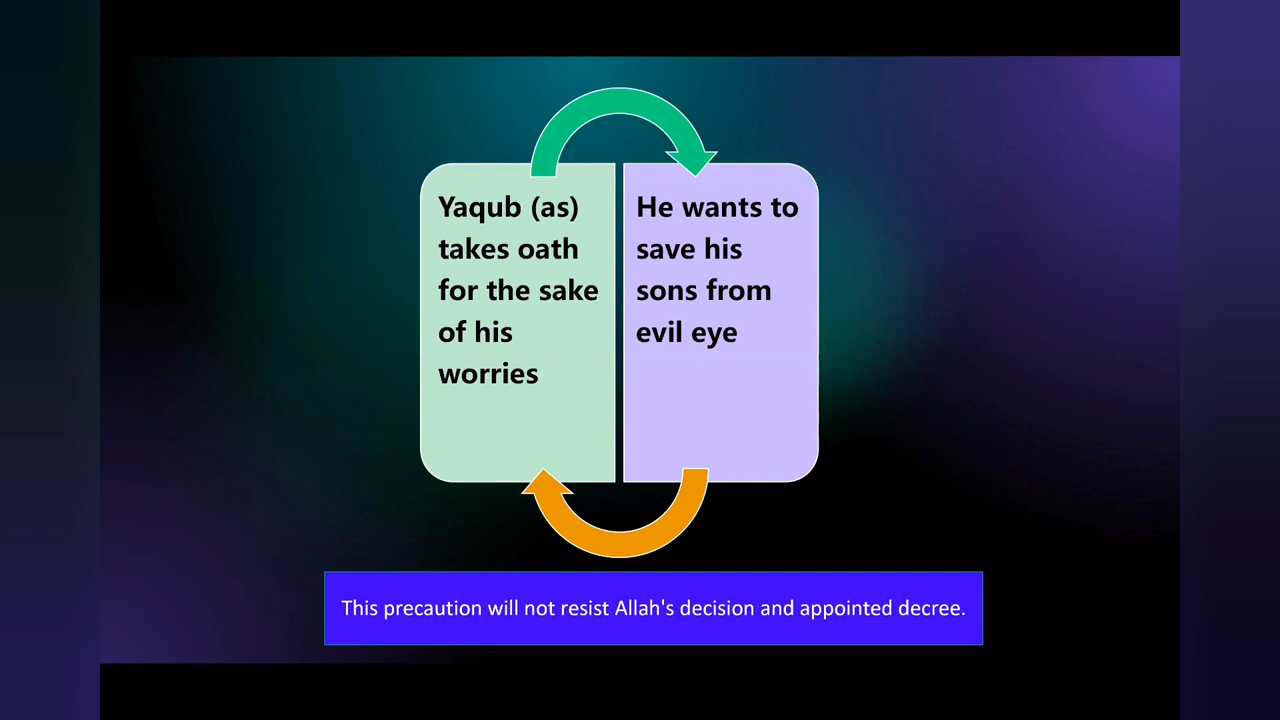 Yaqub (as)
takes oath
for the sake
of his
worries
He wants to
save his
sons from
evil eye
This precaution will not resist Allah's decision and appointed decree.